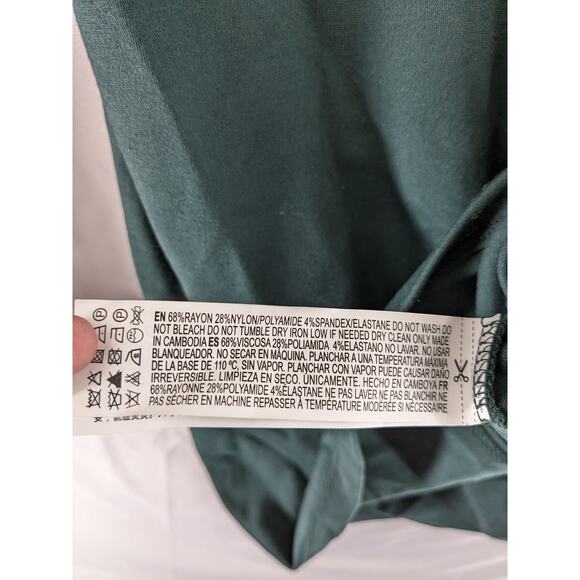 EN 68%RAYON 28%NYLON/POLYAMIDE 4%SPANDEX/ELASTANE DO NOT WASH DO
NOT BLEACH DO NOT TUMBLE DRY IRON LOW IF NEEDED DRY CLEAN ONLY MADE
IN CAMBODIA ES 68%VISCOSA 28%POLIAMIDA 4%ELASTANO NO LAVAR. NO USAR
BLANQUEADOR. NO SECAR EN MÁQUINA. PLANCHAR A UNA TEMPERATURA MÁXIMA
DE LA BASE DE 110 ºC, SIN VAPOR. PLANCHAR CON VAPOR PUEDE CAUSAR DAÑO
IRREVERSIBLE. LIMPIEZA EN SECO. ÚNICAMENTE. HECHO EN CAMBOYA FR
68%RAYONNE 28%POLYAMIDE 4%ÉLASTANE NE PAS LAVER NE PAS BLANCHIR NE
PAS SÉCHER EN MACHINE REPASSER À TEMPÉRATURE MODÉRÉE SI NÉCESSAIRE